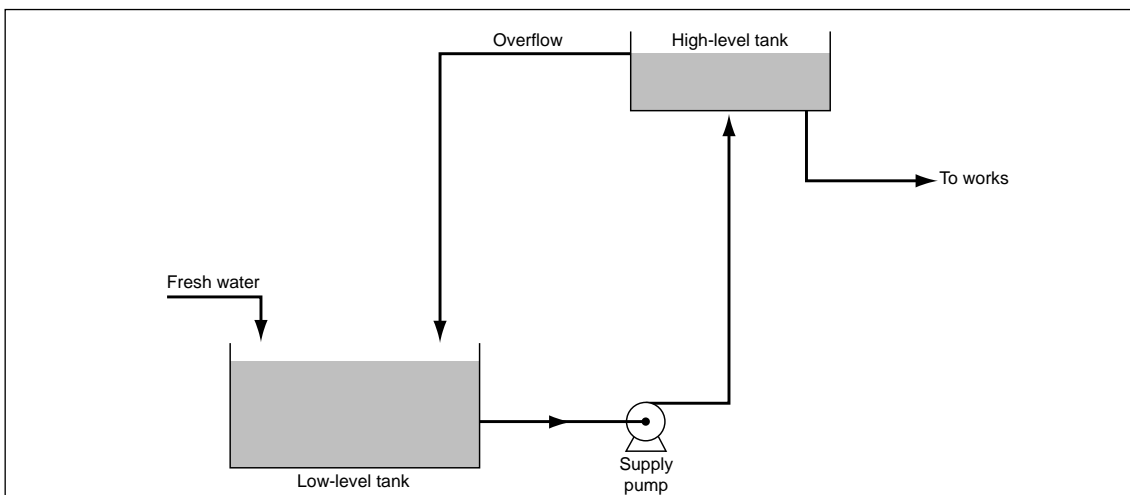 Overflow
High-level tank
To works
Fresh water
Supply
pump
Low-level tank